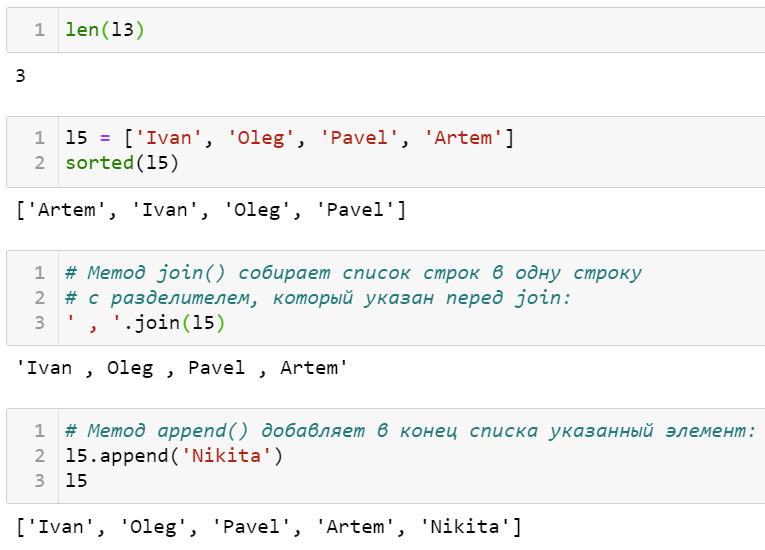 1 len(l3)
3
1 l5 = ['Ivan', 'Oleg', 'Pavel', 'Artem']
2 sorted(l5)
['Artem', 'Ivan', 'Oleg', 'Pavel']
1 # Метод join() собирает список строк в одну строку
2 # с разделителем, который указан перед join:
3 ' , '.join(l5)
'Ivan , Oleg , Pavel , Artem'
1 # Метод append() добавляет в конец списка указанный элемент:
2 l5.append('Nikita')
3 l5
['Ivan', 'Oleg', 'Pavel', 'Artem', 'Nikita']